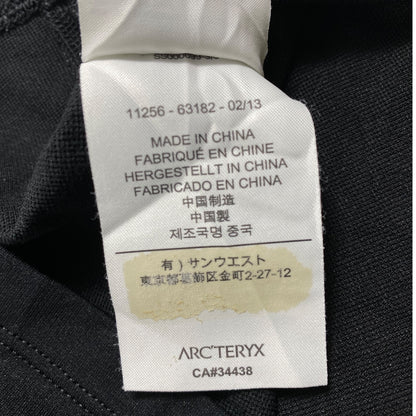 11256 - 63182 - 02/13
MADE IN CHINA
FABRIQUÉ EN CHINE
HERGESTELLT IN CHINA
FABRICADO EN CHINA
中国制造
中国製
제조국명 중국
有）サンウエスト
東京都葛飾区金町2-27-12
ARC'TERYX
CA#34438